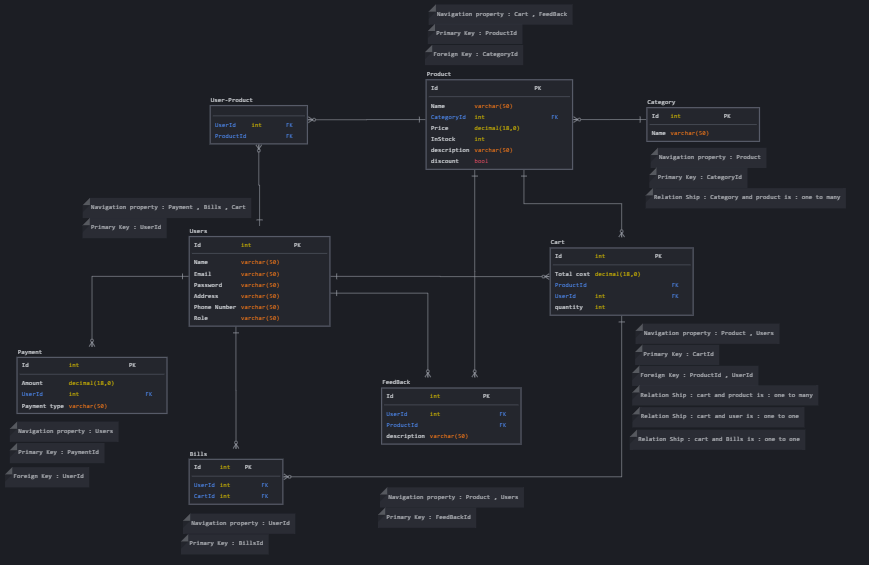 Navigation property : Cart , FeedBack
Primary Key : ProductId
Foreign Key : CategoryId
Product
Id PK
Name varchar(50)
CategoryId int FK
Price decimal(18,0)
InStock int
description varchar(50)
discount bool
User-Product
UserId int FK
ProductId FK
Category
Id int PK
Name varchar(50)
Navigation property : Product
Primary Key : CategoryId
Relation Ship : Category and product is : one to many
Navigation property : Payment , Bills , Cart
Primary Key : UserId
Users
Id int PK
Name varchar(50)
Email varchar(50)
Password varchar(50)
Address varchar(50)
Phone Number varchar(50)
Role varchar(50)
Cart
Id int PK
Total cost decimal(18,0)
ProductId FK
UserId int FK
quantity int
Navigation property : Product , Users
Primary Key : CartId
Foreign Key : ProductId , UserId
Relation Ship : cart and product is : one to many
Relation Ship : cart and user is : one to one
Relation Ship : cart and Bills is : one to one
Payment
Id int PK
Amount decimal(18,0)
UserId int FK
Payment type varchar(50)
Navigation property : Users
Primary Key : PaymentId
Foreign Key : UserId
FeedBack
Id int PK
UserId int FK
ProductId FK
description varchar(50)
Bills
Id int PK
UserId int FK
CartId int FK
Navigation property : Product , Users
Primary Key : FeedBackId
Navigation property : UserId
Primary Key : BillsId